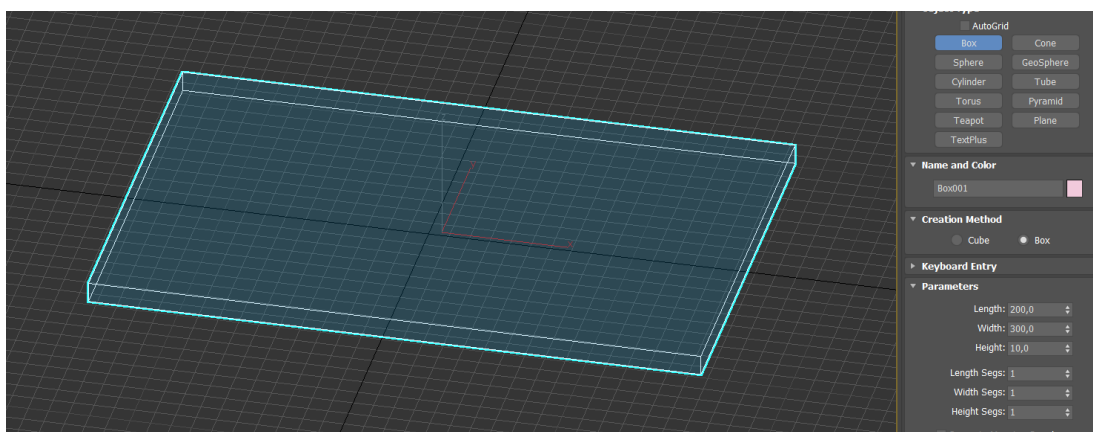 AutoGrid
Box Cone
Sphere GeoSphere
Cylinder Tube
Torus Pyramid
Teapot Plane
TextPlus
Name and Color
Box001
Creation Method
Cube Box
Keyboard Entry
Parameters
Length: 200,0
Width: 300,0
Height: 10,0
Length Segs: 1
Width Segs: 1
Height Segs: 1